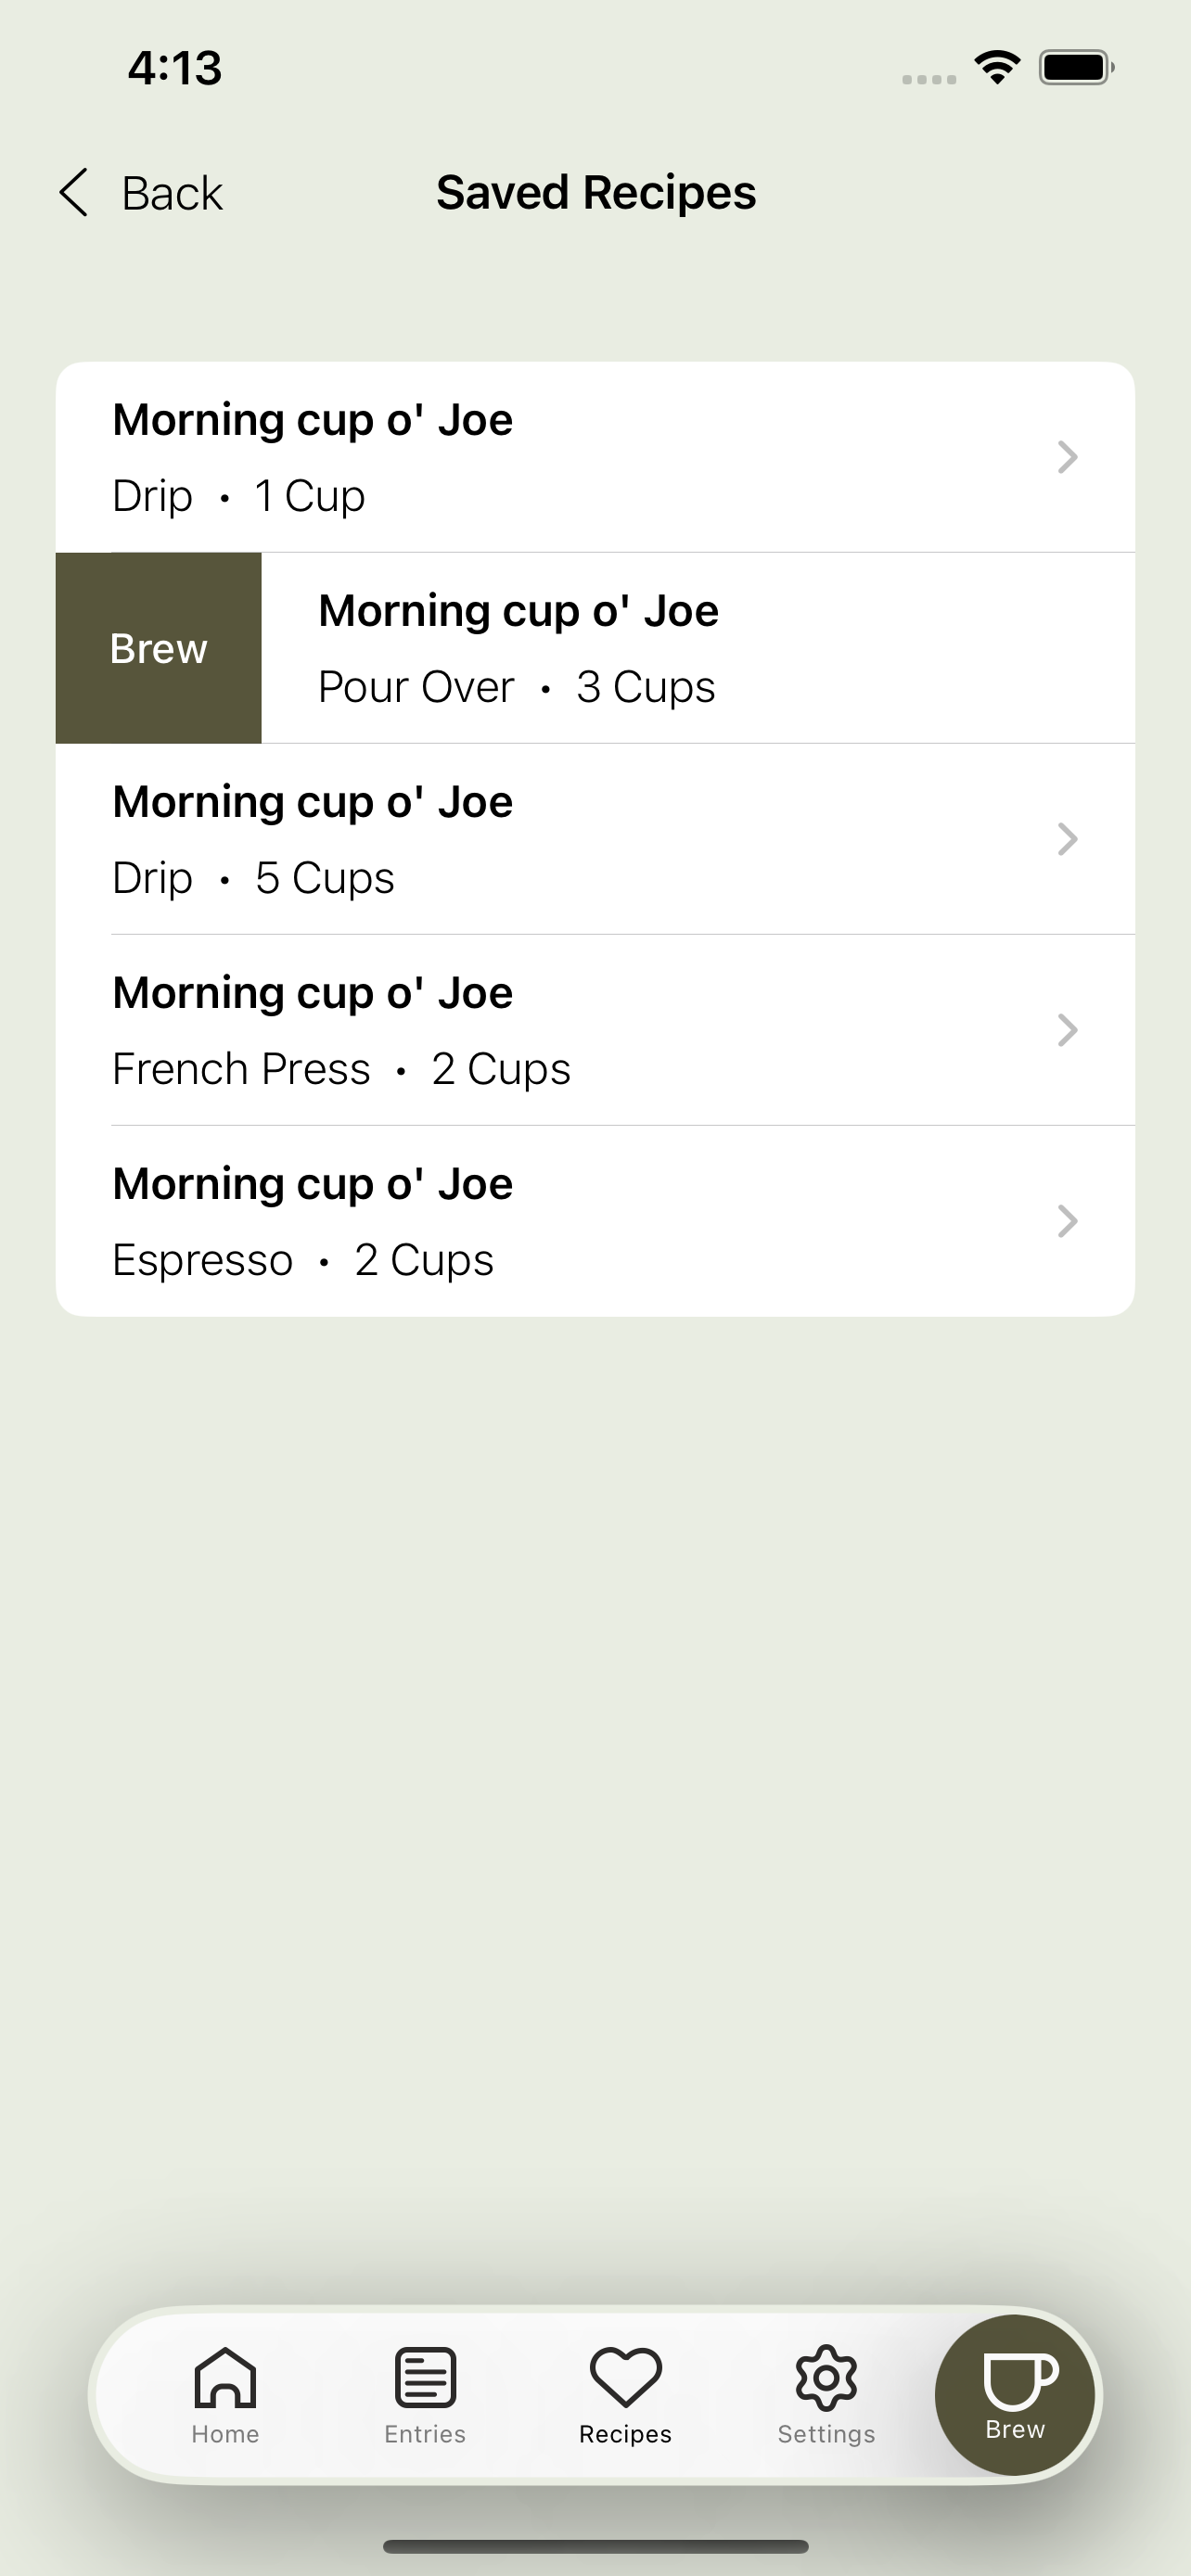 4:13
Back
Saved Recipes
Morning cup o' Joe
Drip • 1 Cup
Brew
Morning cup o' Joe
Pour Over • 3 Cups
Morning cup o' Joe
Drip • 5 Cups
Morning cup o' Joe
French Press • 2 Cups
Morning cup o' Joe
Espresso • 2 Cups
Home
Entries
Recipes
Settings
Brew